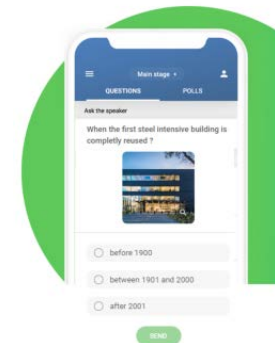 Main stage
QUESTIONS POLLS
Ask the speaker
When the first steel intensive building is
completly reused ?
before 1900
between 1901 and 2000
after 2001
SEND